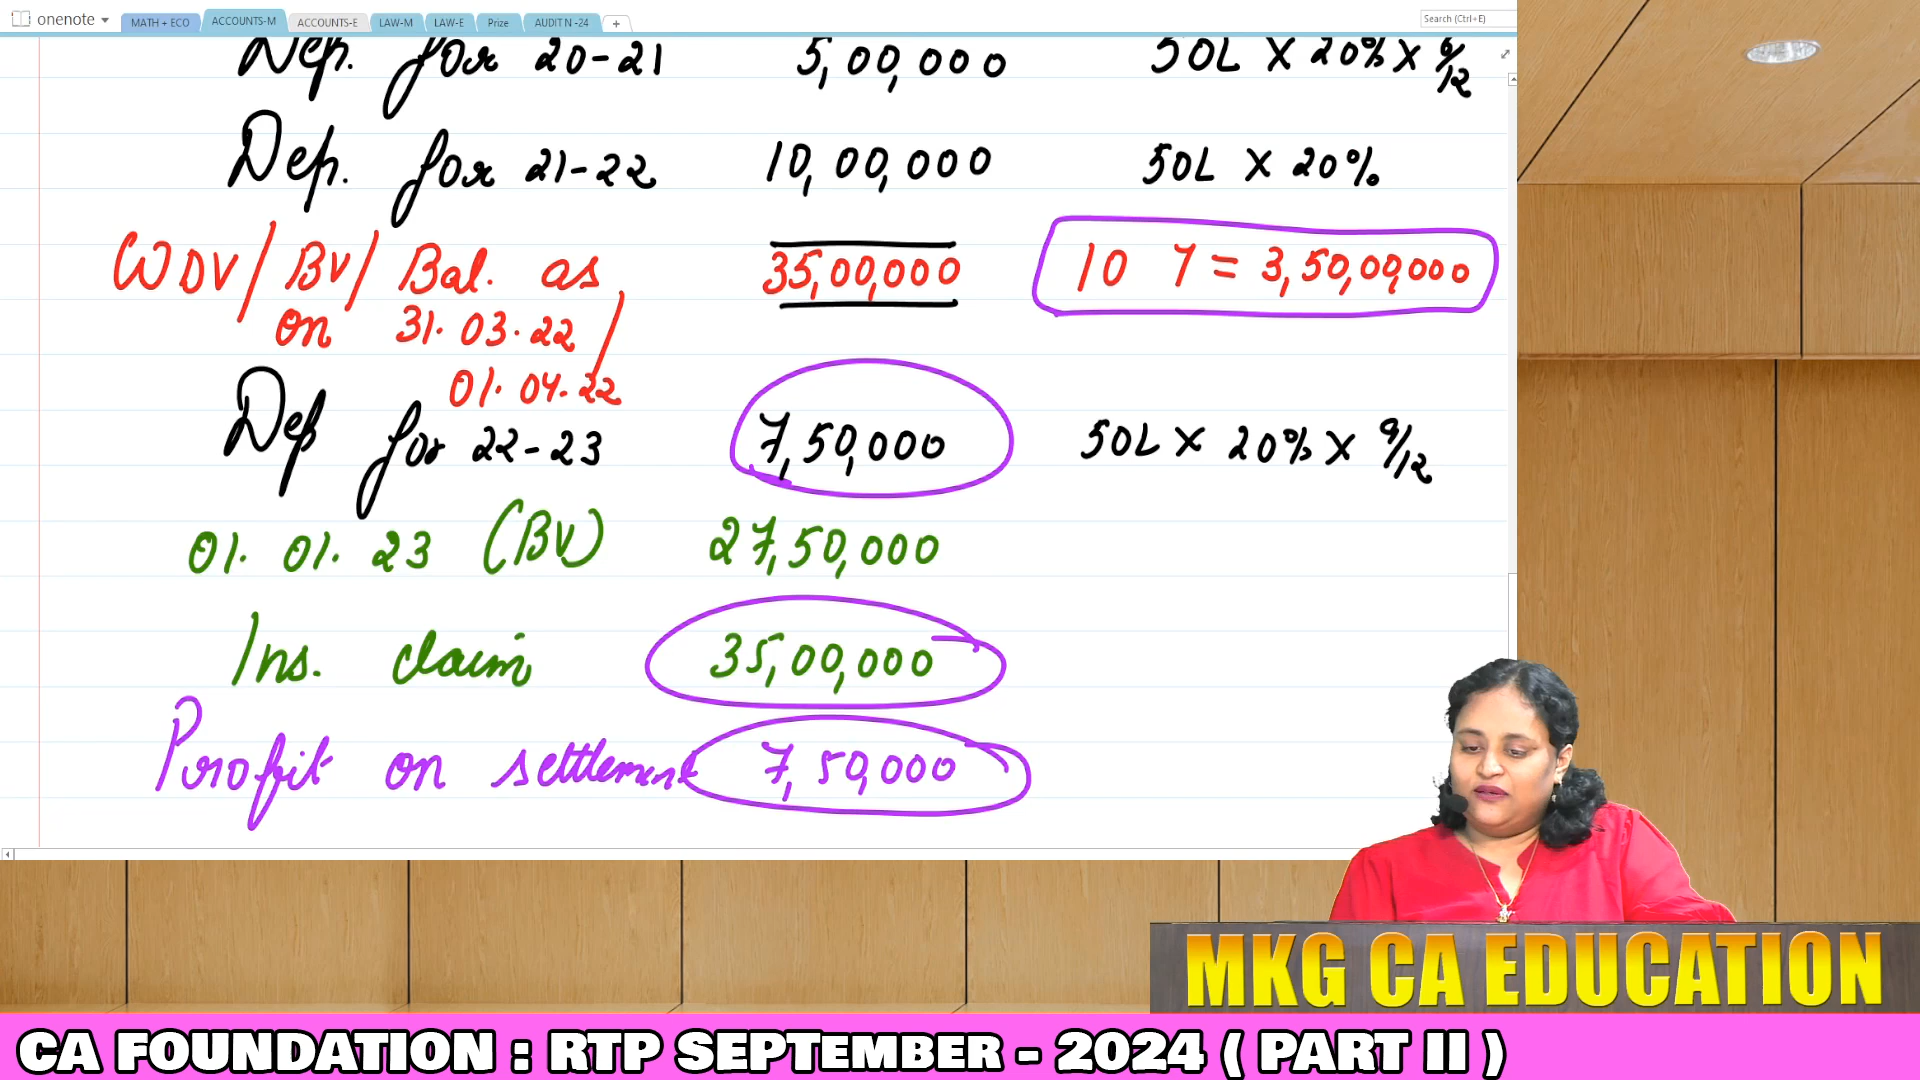 onenote
MATH + ECO ACCOUNTS-M ACCOUNTS-E LAW-M LAW-E Prize AUDIT N -24 +
Search (Ctrl+E)
Dep. for 20-21 5,00,000 50L X 20% X 6/12
Dep. for 21-22 10,00,000 50L X 20%
WDV/ BV/ Bal. as 35,00,000 10 7 = 3,50,00,000
on 31.03.22/
01.04.22
Dep for 22-23 7,50,000 50L X 20% X 9/12
01.01.23 (BV) 27,50,000
Ins. claim 35,00,000
Profit on settlement 7,50,000
MKG CA EDUCATION
CA FOUNDATION : RTP SEPTEMBER - 2024 ( PART II )